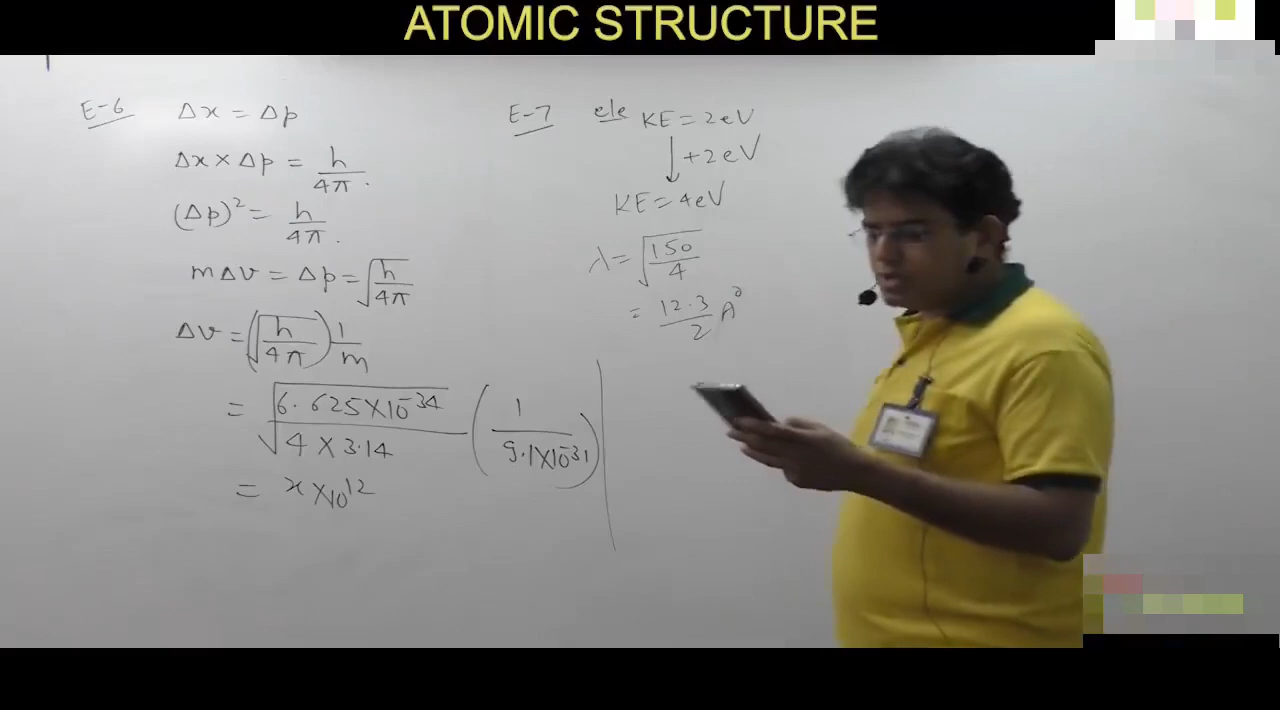 ATOMIC STRUCTURE
E-6 Δx = Δp
Δx × Δp = h/4π.
(Δp)² = h/4π.
mΔv = Δp = √(h/4π)
Δv = (√(h/4π)) 1/m
= √(6.625×10⁻³⁴/4×3.14) (1/9.1×10⁻³¹)
= x×10¹²
E-7 ele KE = 2eV
↓ +2eV
KE = 4eV
λ = √(150/4)
= 12.3/2 A⁰